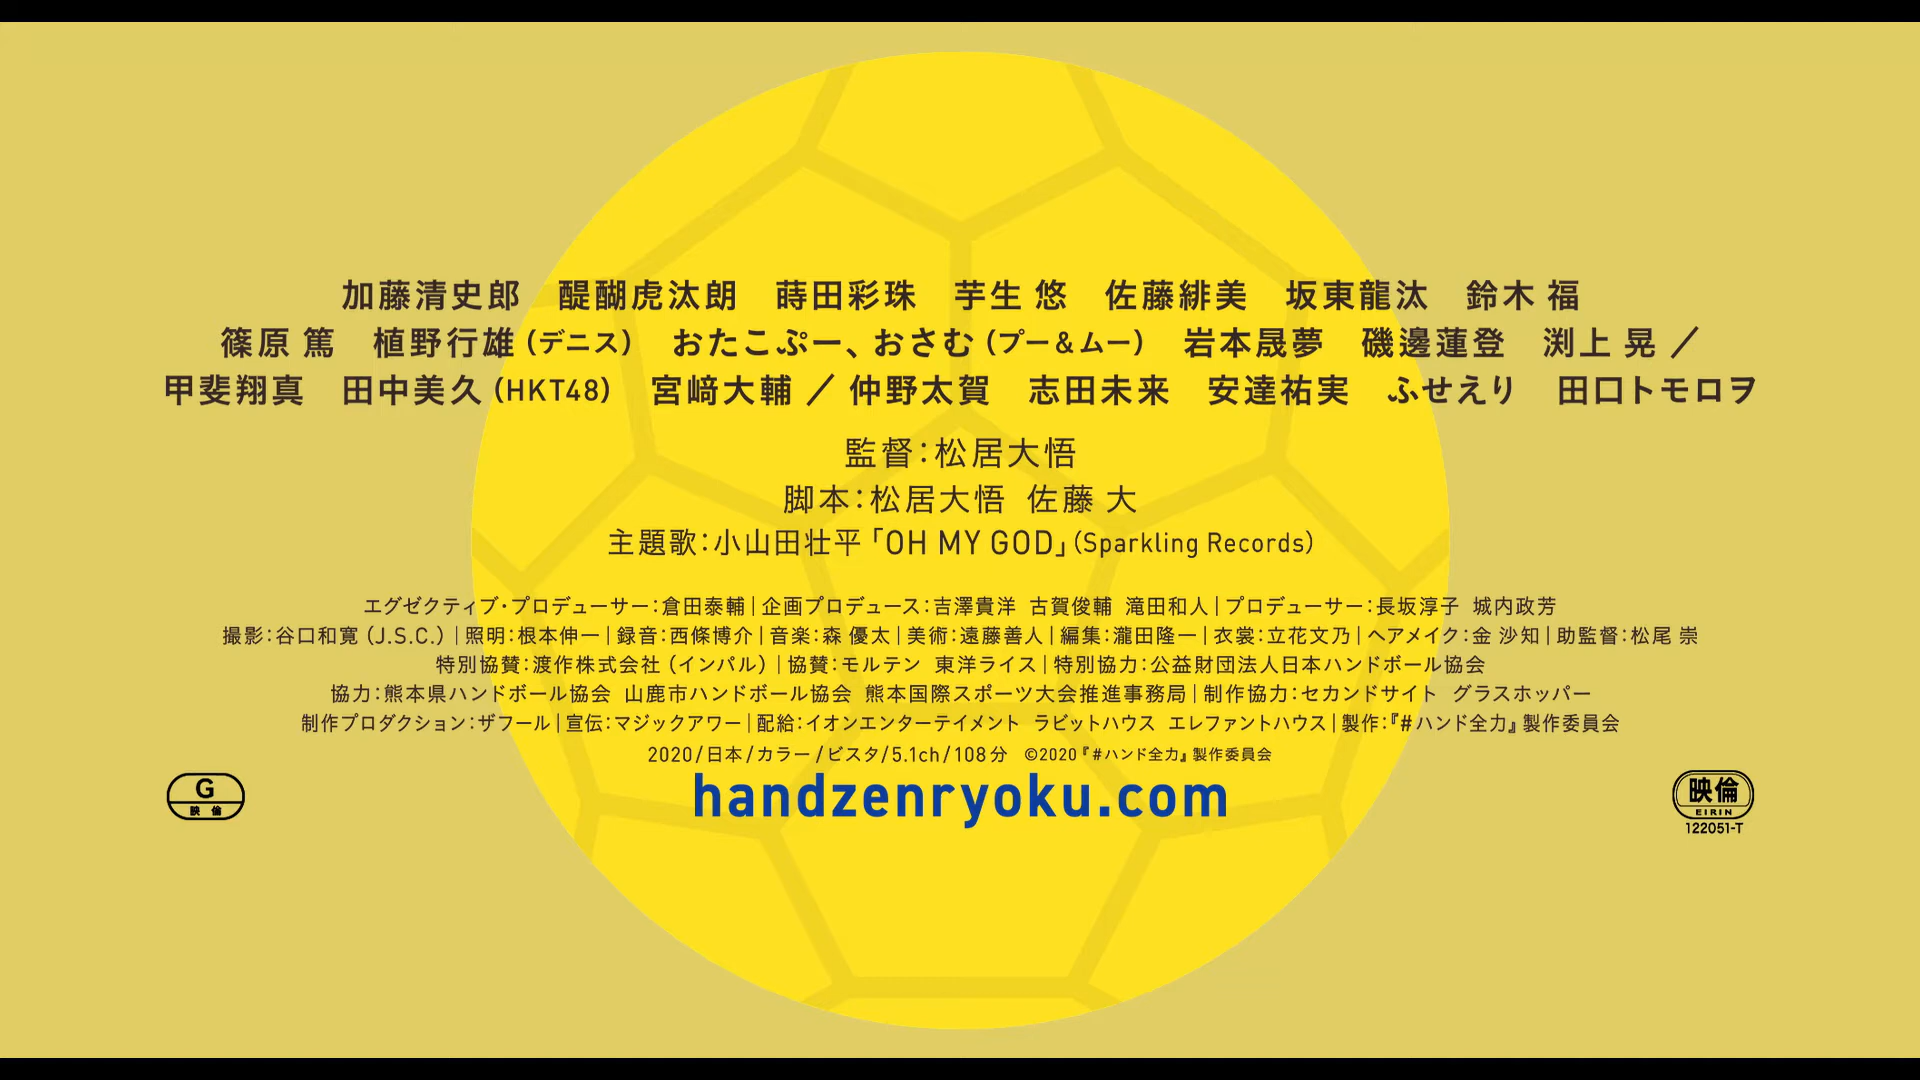 加藤清史郎 醍醐虎汰朗 蒔田彩珠 芋生 悠 佐藤緋美 坂東龍汰 鈴木 福
篠原 篤 植野行雄(デニス) おたこぷー、おさむ(プー&ムー) 岩本晟夢 磯邊蓮登 渕上 晃 ／
甲斐翔真 田中美久(HKT48) 宮﨑大輔 ／ 仲野太賀 志田未来 安達祐実 ふせえり 田口トモロヲ
監督:松居大悟
脚本:松居大悟 佐藤 大
主題歌:小山田壮平「OH MY GOD」(Sparkling Records)
エグゼクティブ・プロデューサー:倉田泰輔|企画プロデュース:吉澤貴洋 古賀俊輔 滝田和人|プロデューサー:長坂淳子 城内政芳
撮影:谷口和寛(J.S.C.)|照明:根本伸一|録音:西條博介|音楽:森 優太|美術:遠藤善人|編集:瀧田隆一|衣裳:立花文乃|ヘアメイク:金 沙知|助監督:松尾 崇
特別協賛:渡作株式会社(インパル)|協賛:モルテン 東洋ライス|特別協力:公益財団法人日本ハンドボール協会
協力:熊本県ハンドボール協会 山鹿市ハンドボール協会 熊本国際スポーツ大会推進事務局|制作協力:セカンドサイト グラスホッパー
制作プロダクション:ザフール|宣伝:マジックアワー|配給:イオンエンターテイメント ラビットハウス エレファントハウス|製作:『#ハンド全力』製作委員会
2020/日本/カラー/ビスタ/5.1ch/108分 ©2020『#ハンド全力』製作委員会
handzenryoku.com
G
映倫
映倫
EIRIN
122051-T